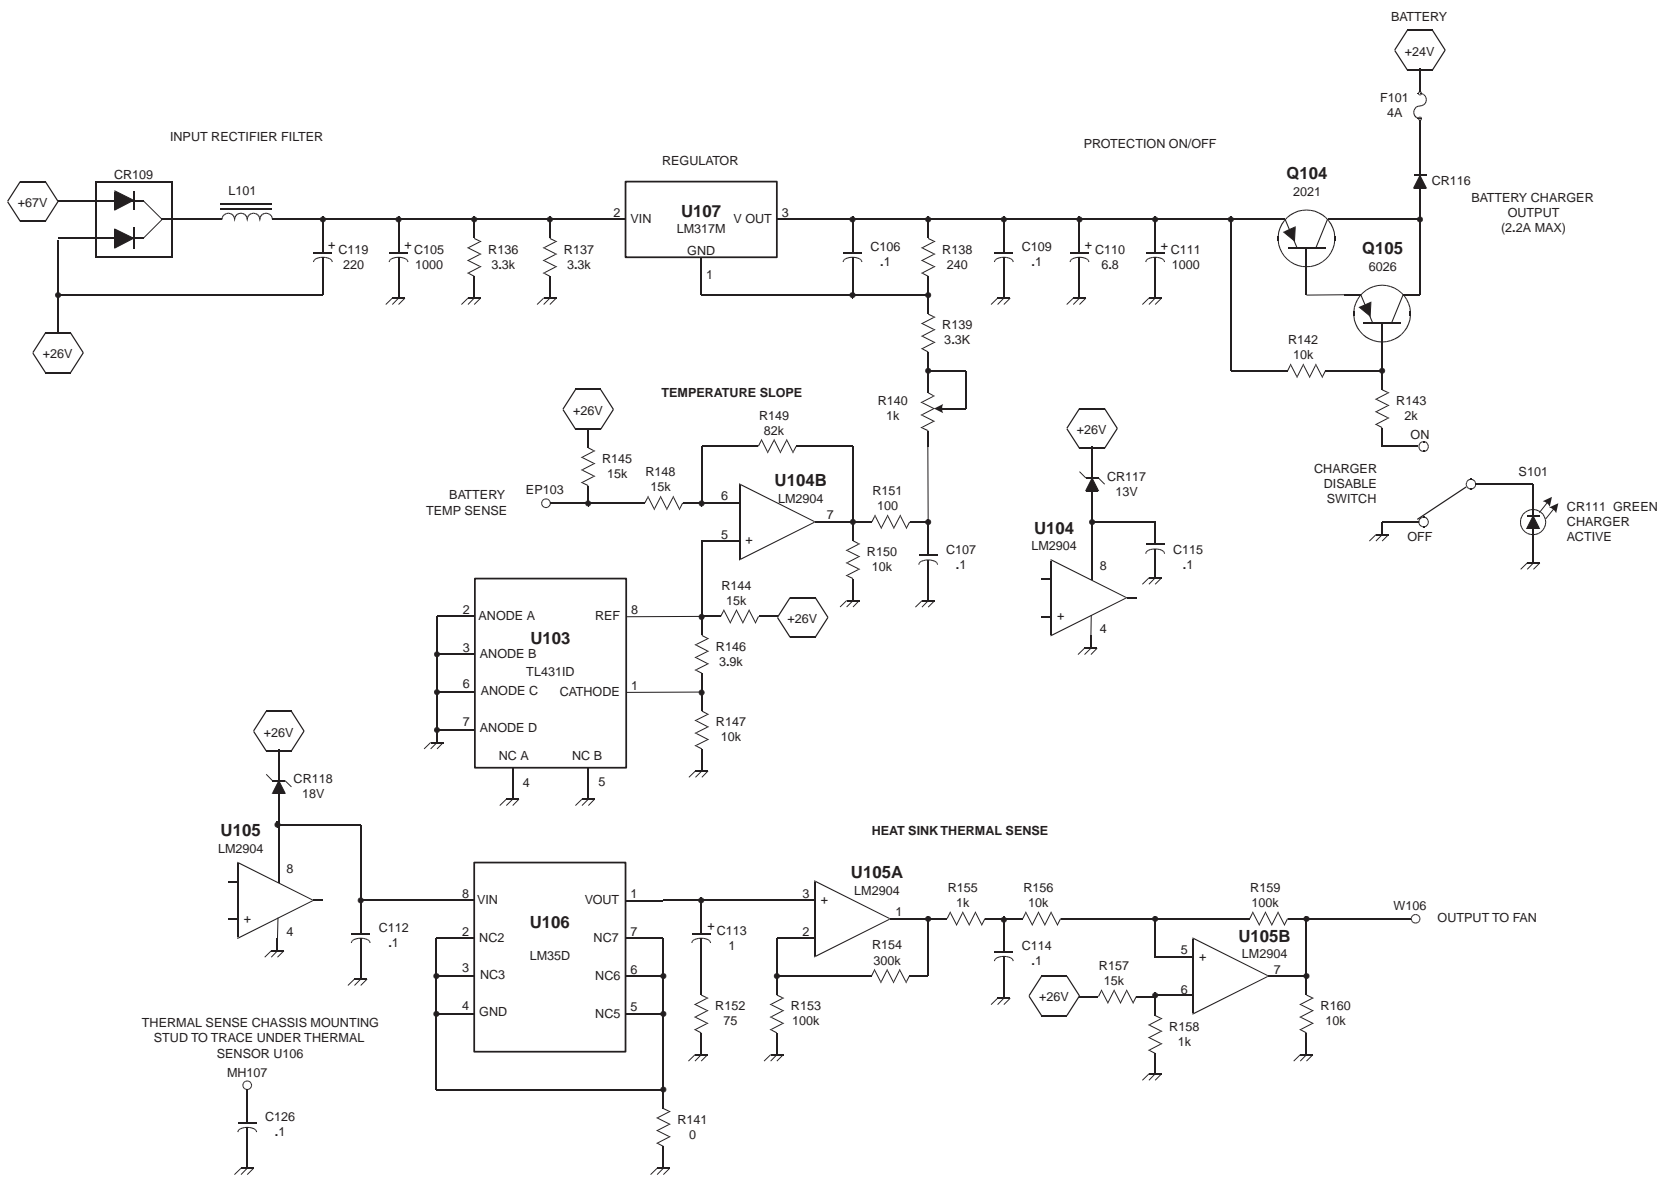 BATTERY
+24V
F101
4A
INPUT RECTIFIER FILTER
PROTECTION ON/OFF
REGULATOR
CR109
+67V
L101
+
C119
220
+
C105
1000
R136
3.3k
R137
3.3k
+26V
2
VIN
U107
LM317M
V OUT
3
GND
1
C106
.1
R138
240
C109
.1
+
C110
6.8
+
C111
1000
Q104
2021
CR116
BATTERY CHARGER
OUTPUT
(2.2A MAX)
Q105
6026
R142
10k
R143
2k
ON
R139
3.3K
R140
1k
TEMPERATURE SLOPE
+26V
R149
82k
R145
15k
R148
15k
BATTERY
TEMP SENSE
EP103
6
U104B
LM2904
7
5
+
R151
100
R150
10k
C107
.1
+26V
CR117
13V
U104
LM2904
8
+
4
C115
.1
CHARGER
DISABLE
SWITCH
S101
OFF
CR111 GREEN
CHARGER
ACTIVE
2
ANODE A
REF
8
R144
15k
+26V
U103
3
ANODE B
TL431ID
R146
3.9k
6
ANODE C
CATHODE
1
7
ANODE D
R147
10k
NC A
NC B
4
5
+26V
CR118
18V
U105
LM2904
8
+
4
C112
.1
HEAT SINK THERMAL SENSE
8
VIN
VOUT
1
U106
LM35D
2
NC2
NC7
7
3
NC3
NC6
6
4
GND
NC5
5
+
C113
1
R152
75
3
+
U105A
LM2904
1
2
R154
300k
R153
100k
R155
1k
R156
10k
C114
.1
R159
100k
W106
OUTPUT TO FAN
U105B
LM2904
5
+
7
6
+26V
R157
15k
R158
1k
R160
10k
THERMAL SENSE CHASSIS MOUNTING
STUD TO TRACE UNDER THERMAL
SENSOR U106
MH107
C126
.1
R141
0